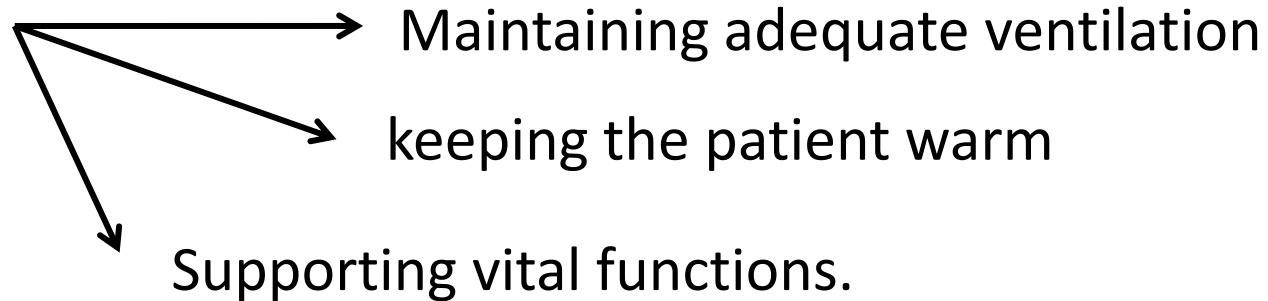 Maintaining adequate ventilation
keeping the patient warm
Supporting vital functions.